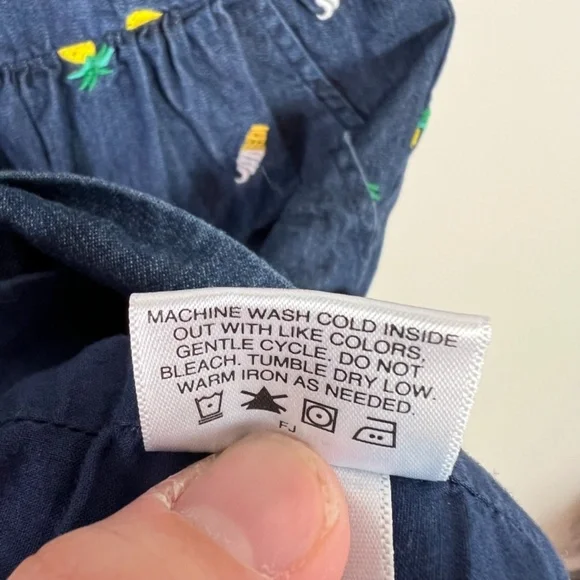 MACHINE WASH COLD INSIDE
OUT WITH LIKE COLORS,
GENTLE CYCLE. DO NOT
BLEACH. TUMBLE DRY LOW.
WARM IRON AS NEEDED.
FJ